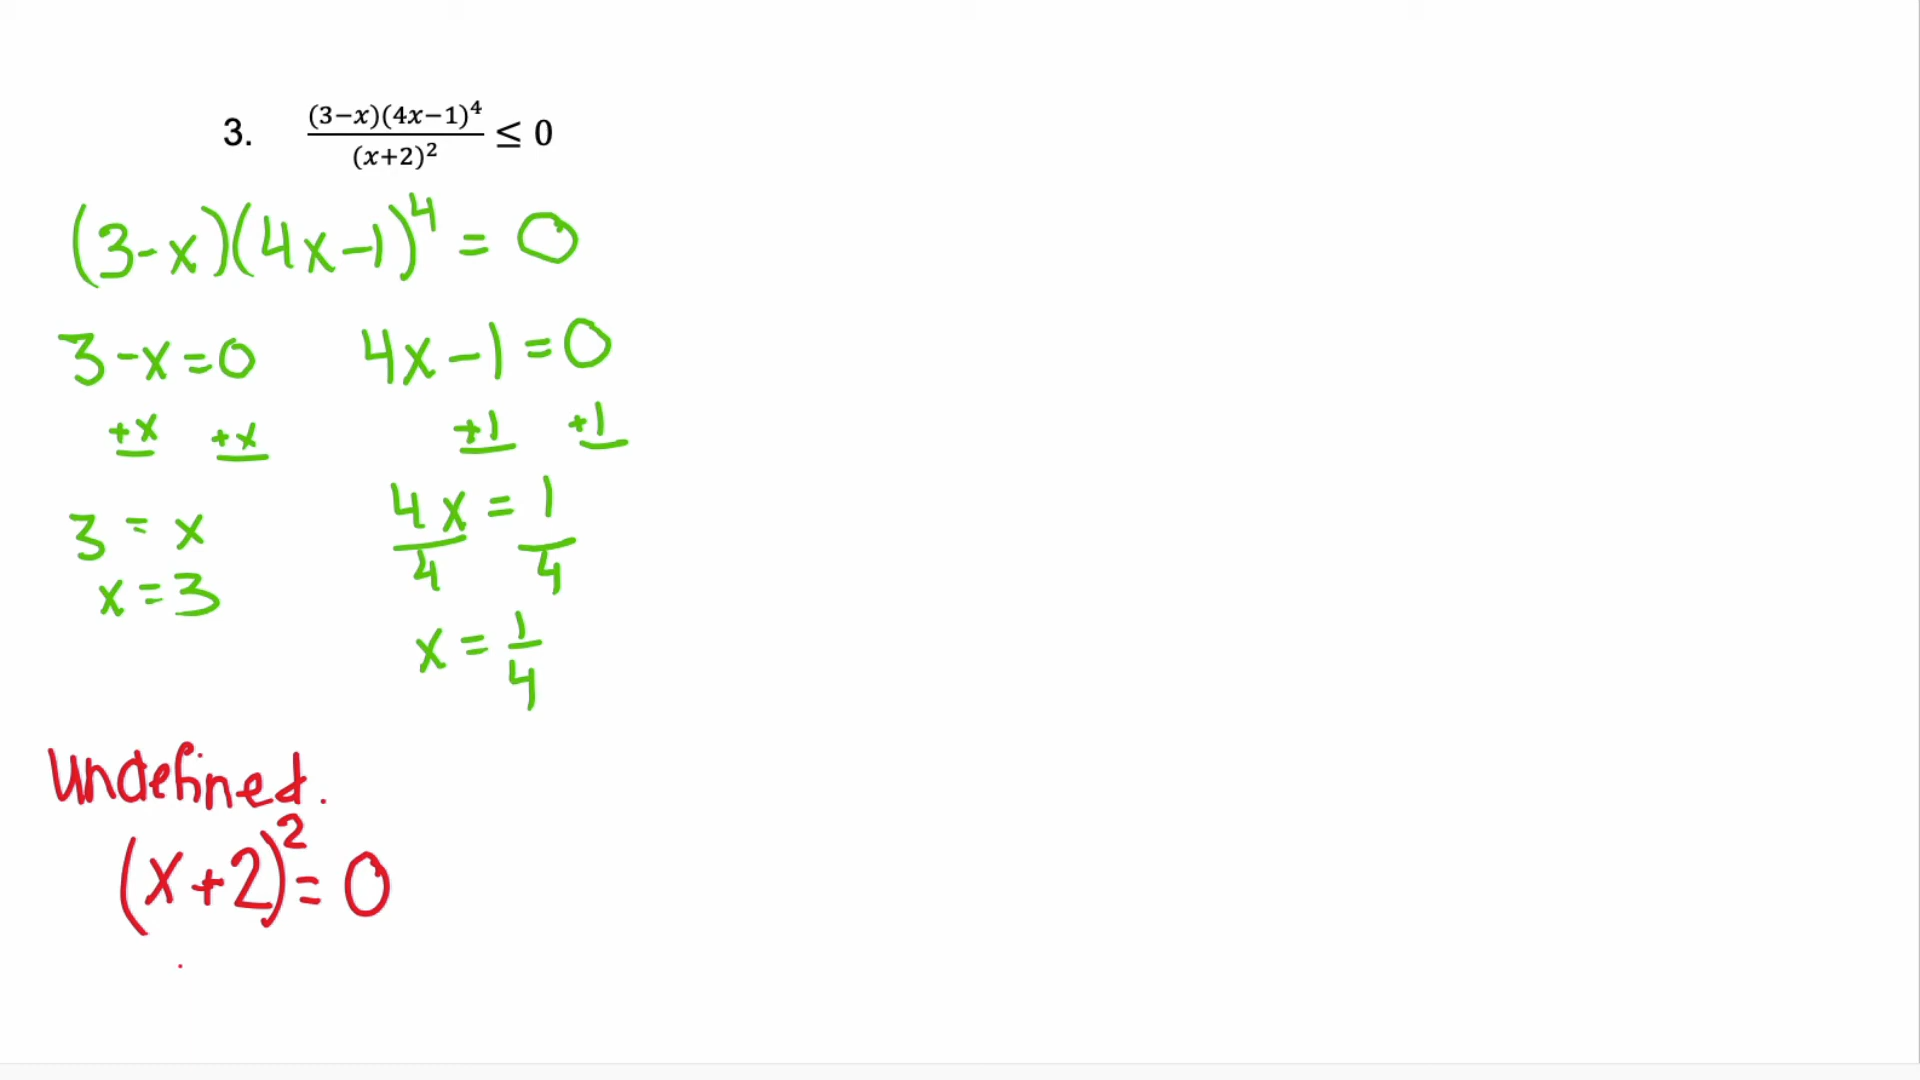 3. (3−x)(4x−1)⁴/(x+2)² ≤ 0
(3-x)(4x-1)⁴ = 0
3-x=0 4x-1=0
+x +x +1 +1
3 = x 4x/4 = 1/4
x=3
x = 1/4
Undefined.
(x+2)²=0